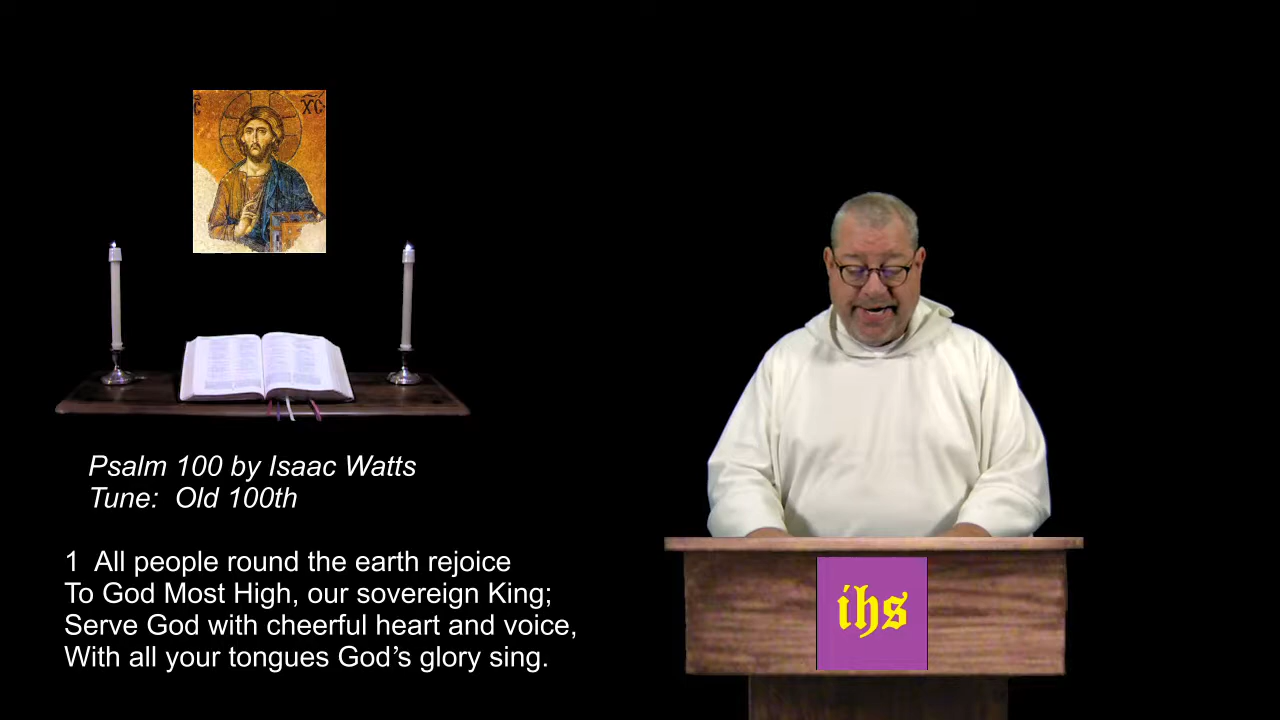 C XC
Psalm 100 by Isaac Watts
Tune: Old 100th
1 All people round the earth rejoice
To God Most High, our sovereign King;
Serve God with cheerful heart and voice,
With all your tongues God’s glory sing.
ihs